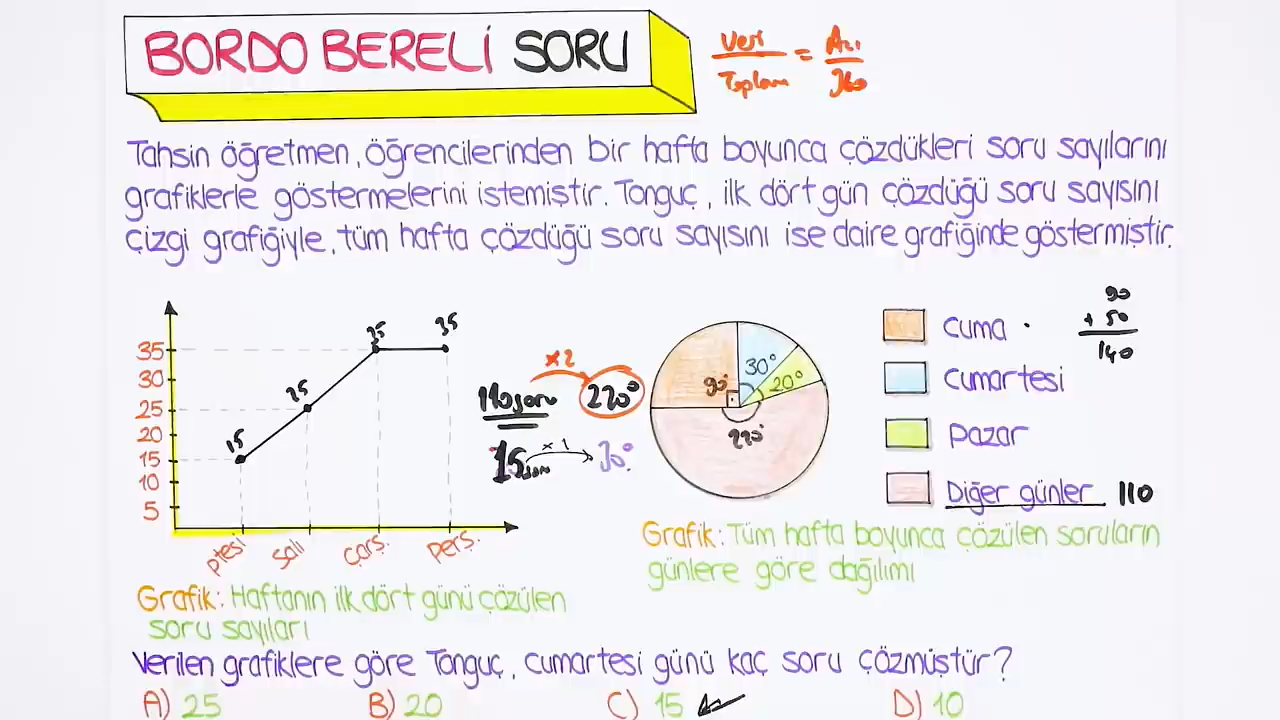 BORDO BERELİ SORU
Veri / Toplam = Açı / 360
Tahsin öğretmen, öğrencilerinden bir hafta boyunca çözdükleri soru sayılarını
grafiklerle göstermelerini istemiştir. Tonguç, ilk dört gün çözdüğü soru sayısını
çizgi grafiğiyle, tüm hafta çözdüğü soru sayısını ise daire grafiğinde göstermiştir.
35
30
25
20
15
10
5
15
25
35
35
ptesi salı çarş. perş.
Grafik: Haftanın ilk dört günü çözülen
soru sayıları
x2
110 soru 220°
15 soru x1 30°
90°
30°
20°
220°
Cuma
Cumartesi
Pazar
Diğer günler 110
90
+ 50
140
Grafik: Tüm hafta boyunca çözülen soruların
günlere göre dağılımı
Verilen grafiklere göre Tonguç, cumartesi günü kaç soru çözmüştür?
A) 25 B) 20 C) 15 D) 10